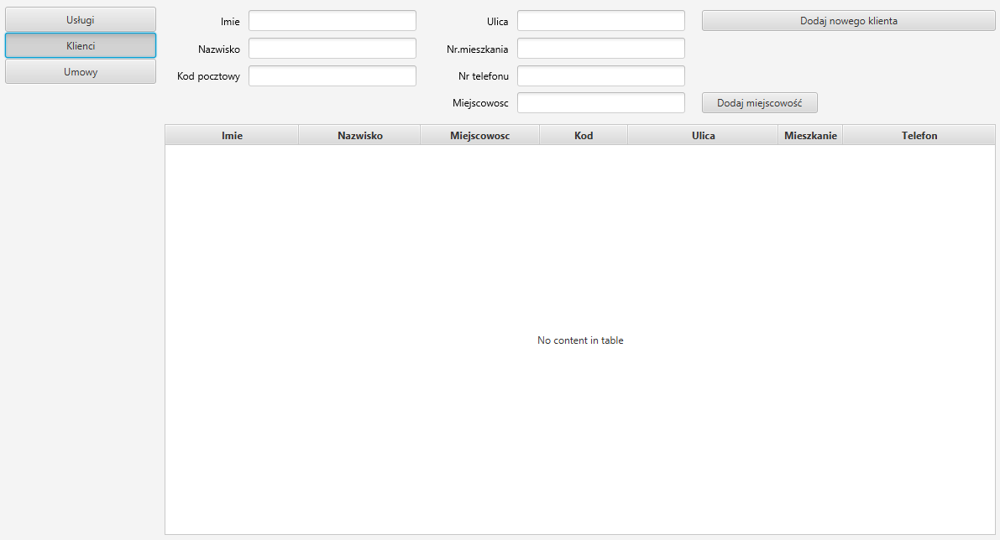 Usługi
Klienci
Umowy
Imie
Ulica
Dodaj nowego klienta
Nazwisko
Nr.mieszkania
Kod pocztowy
Nr telefonu
Miejscowosc
Dodaj miejscowość
Imie Nazwisko Miejscowosc Kod Ulica Mieszkanie Telefon
No content in table